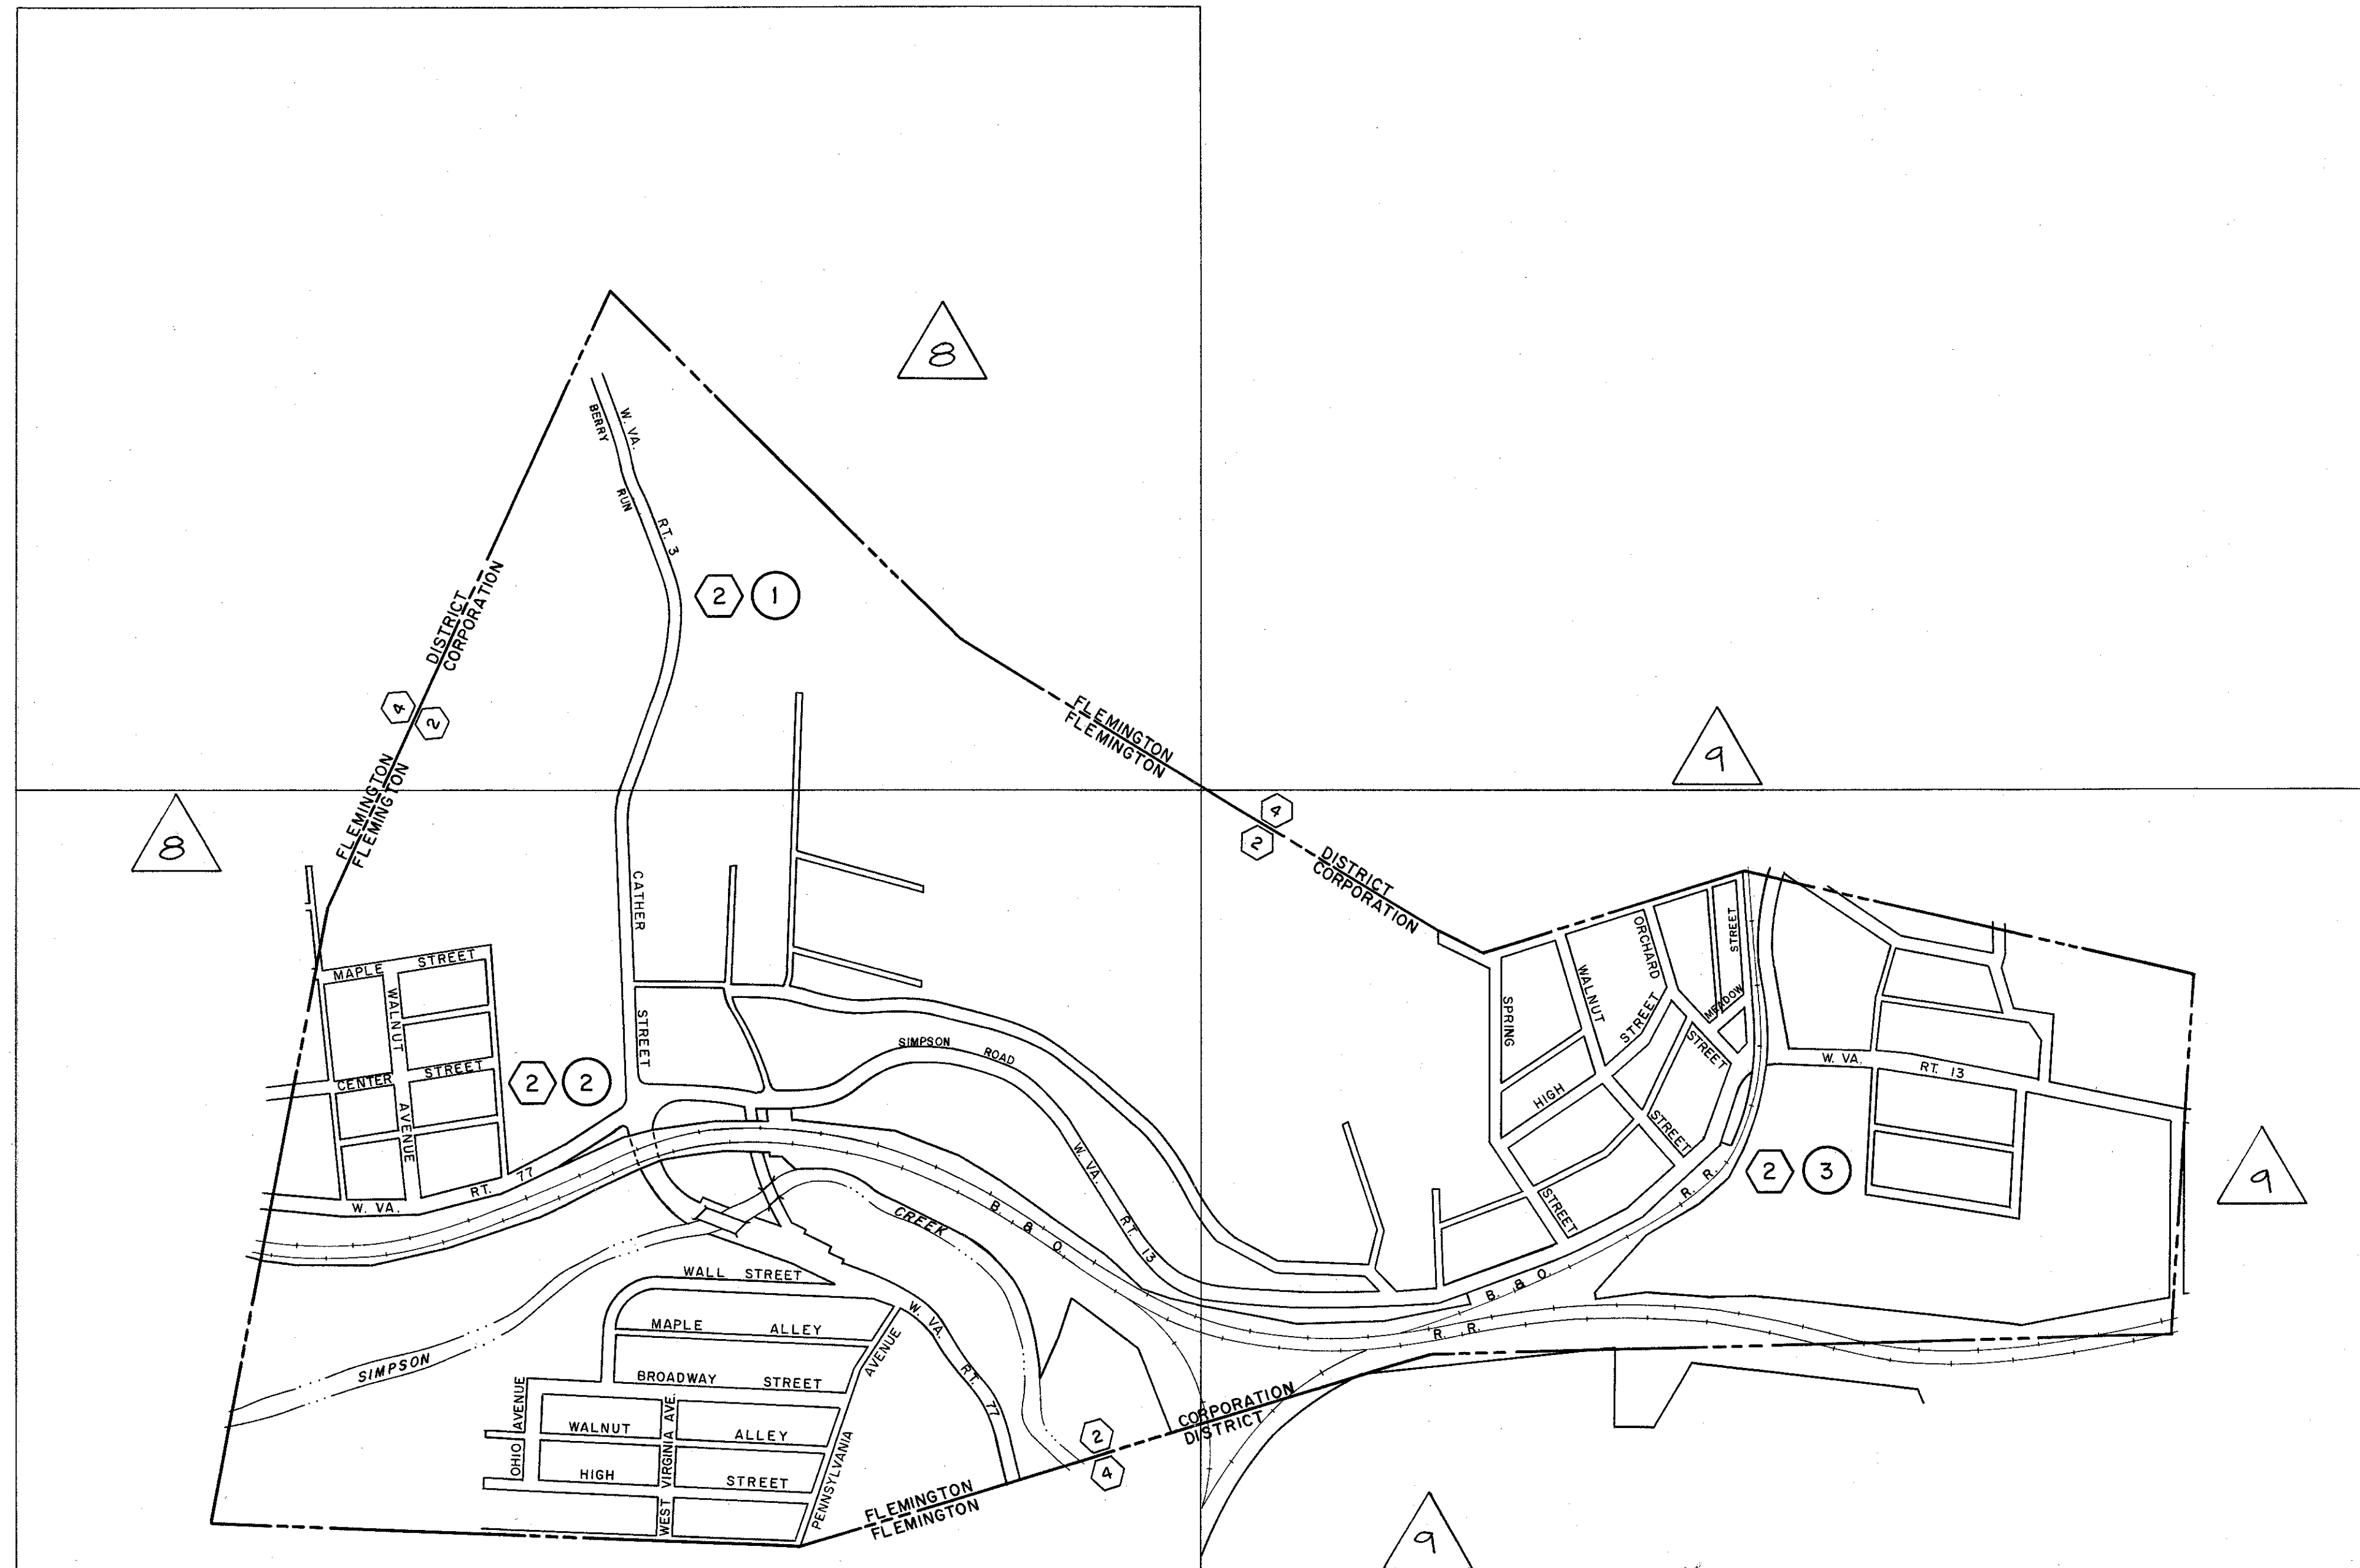 8
W. VA.
BERRY
RUN
RT. 3
2 1
DISTRICT
CORPORATION
4
2
FLEMINGTON
FLEMINGTON
FLEMINGTON
FLEMINGTON
9
8
4
2
DISTRICT
CORPORATION
CATHER
STREET
MAPLE STREET
WALNUT
AVENUE
CENTER STREET
2 2
W. VA. RT. 77
SIMPSON ROAD
W. VA. RT. 13
SPRING
STREET
WALNUT
STREET
ORCHARD
STREET
MEADOW
STREET
HIGH
STREET
W. VA. RT. 13
2 3
9
B. & O.
R. R.
B. & O.
R. R.
SIMPSON
CREEK
WALL STREET
MAPLE ALLEY
BROADWAY STREET
WALNUT ALLEY
HIGH STREET
OHIO AVENUE
WEST VIRGINIA AVE.
PENNSYLVANIA
AVENUE
W. VA.
RT. 77
CORPORATION
DISTRICT
2
4
FLEMINGTON
FLEMINGTON
9